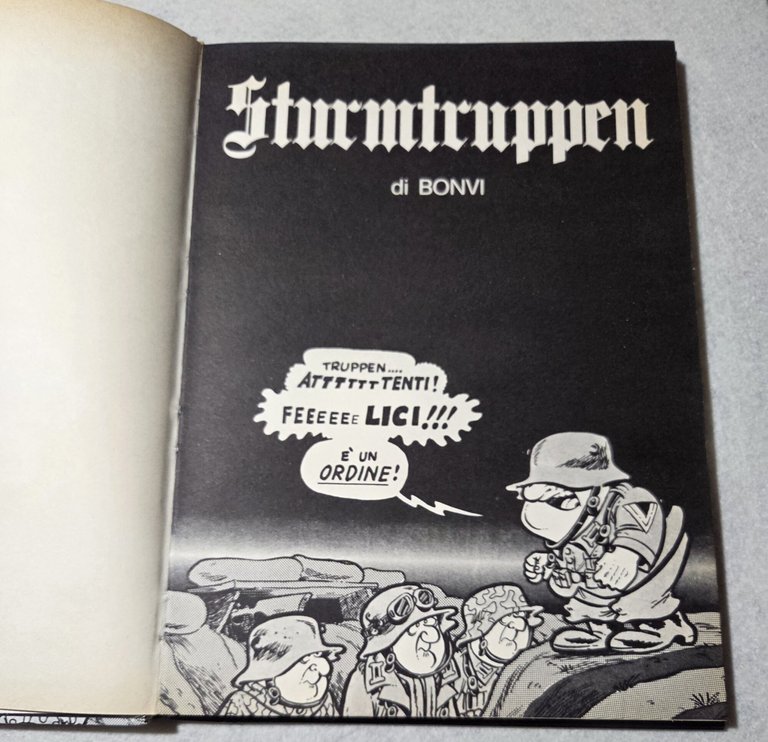 Sturmtruppen
di BONVI
TRUPPEN....
ATTTTTTTENTI!
FEEEEEE LICI!!!
E' UN
ORDINE!